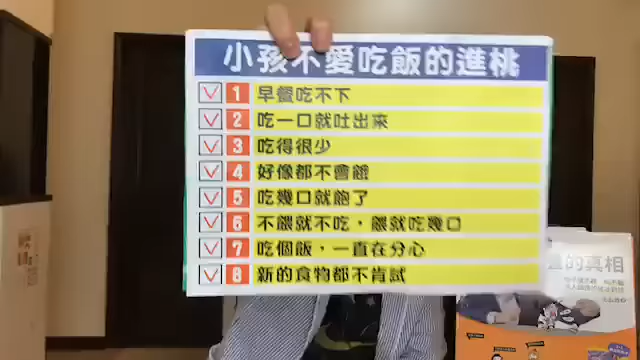 小孩不愛吃飯的進桃
1 早餐吃不下
2 吃一口就吐出來
3 吃得很少
4 好像都不會餓
5 吃幾口就飽了
6 不餵就不吃，餵就吃幾口
7 吃個飯，一直在分心
8 新的食物都不肯試
的真相